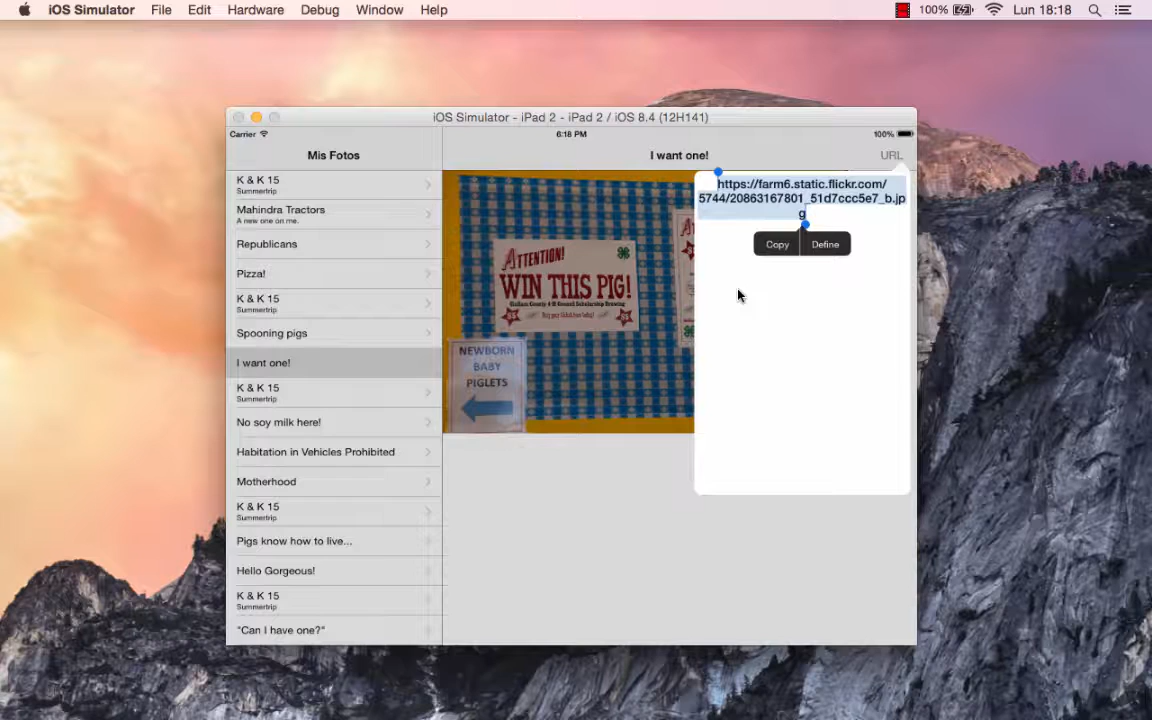 iOS Simulator File Edit Hardware Debug Window Help 100% Lun 18:18
iOS Simulator - iPad 2 - iPad 2 / iOS 8.4 (12H141)
Carrier 6:18 PM 100%
Mis Fotos
I want one!
URL
K & K 15
Summertrip
Mahindra Tractors
A new one on me.
Republicans
Pizza!
K & K 15
Summertrip
Spooning pigs
I want one!
K & K 15
Summertrip
No soy milk here!
Habitation in Vehicles Prohibited
Motherhood
K & K 15
Summertrip
Pigs know how to live...
Hello Gorgeous!
K & K 15
Summertrip
"Can I have one?"
ATTENTION!
WIN THIS PIG!
NEWBORN
BABY
PIGLETS
https://farm6.static.flickr.com/
5744/20863167801_51d7ccc5e7_b.jp
g
Copy Define